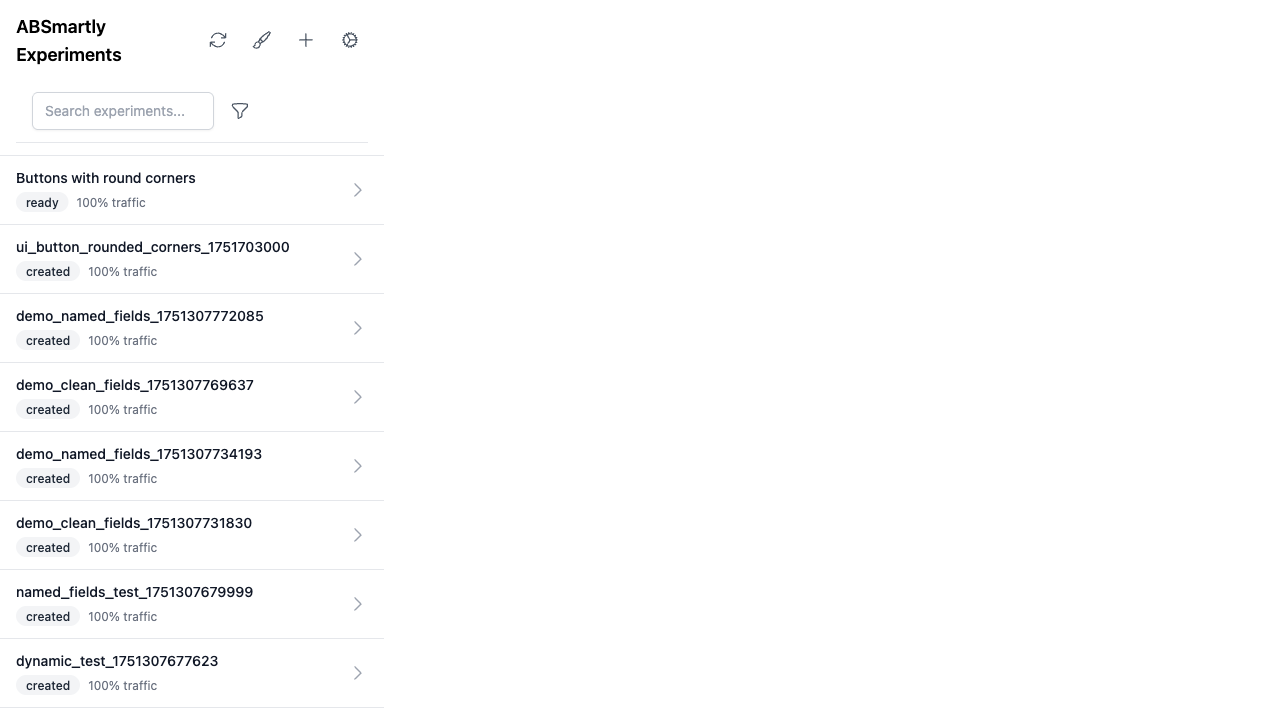 ABSmartly
Experiments
Search experiments...
Buttons with round corners
ready 100% traffic
ui_button_rounded_corners_1751703000
created 100% traffic
demo_named_fields_1751307772085
created 100% traffic
demo_clean_fields_1751307769637
created 100% traffic
demo_named_fields_1751307734193
created 100% traffic
demo_clean_fields_1751307731830
created 100% traffic
named_fields_test_1751307679999
created 100% traffic
dynamic_test_1751307677623
created 100% traffic